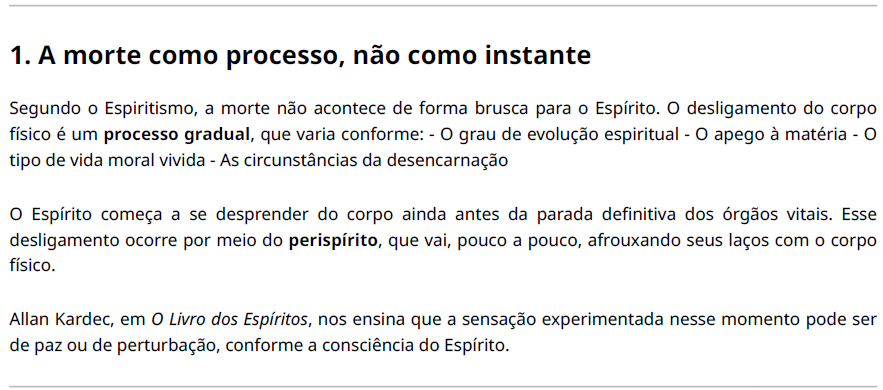 1. A morte como processo, não como instante
Segundo o Espiritismo, a morte não acontece de forma brusca para o Espírito. O desligamento do corpo
físico é um processo gradual, que varia conforme: - O grau de evolução espiritual - O apego à matéria - O
tipo de vida moral vivida - As circunstâncias da desencarnação
O Espírito começa a se desprender do corpo ainda antes da parada definitiva dos órgãos vitais. Esse
desligamento ocorre por meio do perispírito, que vai, pouco a pouco, afrouxando seus laços com o corpo
físico.
Allan Kardec, em O Livro dos Espíritos, nos ensina que a sensação experimentada nesse momento pode ser
de paz ou de perturbação, conforme a consciência do Espírito.